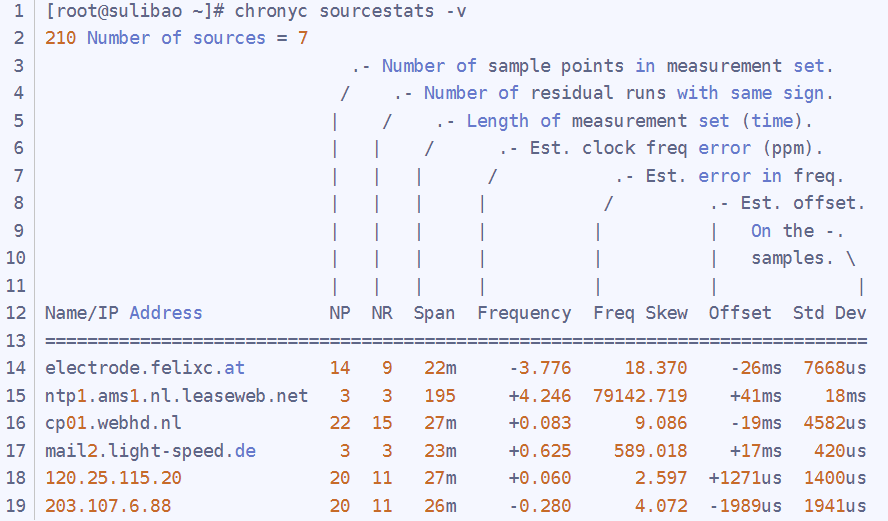 1 [root@sulibao ~]# chronyc sourcestats -v
2 210 Number of sources = 7
3                              .- Number of sample points in measurement set.
4                             /    .- Number of residual runs with same sign.
5                            |    /    .- Length of measurement set (time).
6                            |   |    /      .- Est. clock freq error (ppm).
7                            |   |   |      /           .- Est. error in freq.
8                            |   |   |     |           /         .- Est. offset.
9                            |   |   |     |          |          |   On the -.
10                           |   |   |     |          |          |   samples. \
11                           |   |   |     |          |          |             |
12 Name/IP Address            NP  NR  Span  Frequency  Freq Skew  Offset  Std Dev
13 ==============================================================================
14 electrode.felixc.at        14   9   22m     -3.776     18.370    -26ms  7668us
15 ntp1.ams1.nl.leaseweb.net   3   3   195     +4.246  79142.719    +41ms    18ms
16 cp01.webhd.nl              22  15   27m     +0.083      9.086    -19ms  4582us
17 mail2.light-speed.de        3   3   23m     +0.625    589.018    +17ms   420us
18 120.25.115.20              20  11   27m     +0.060      2.597  +1271us  1400us
19 203.107.6.88               20  11   26m     -0.280      4.072  -1989us  1941us